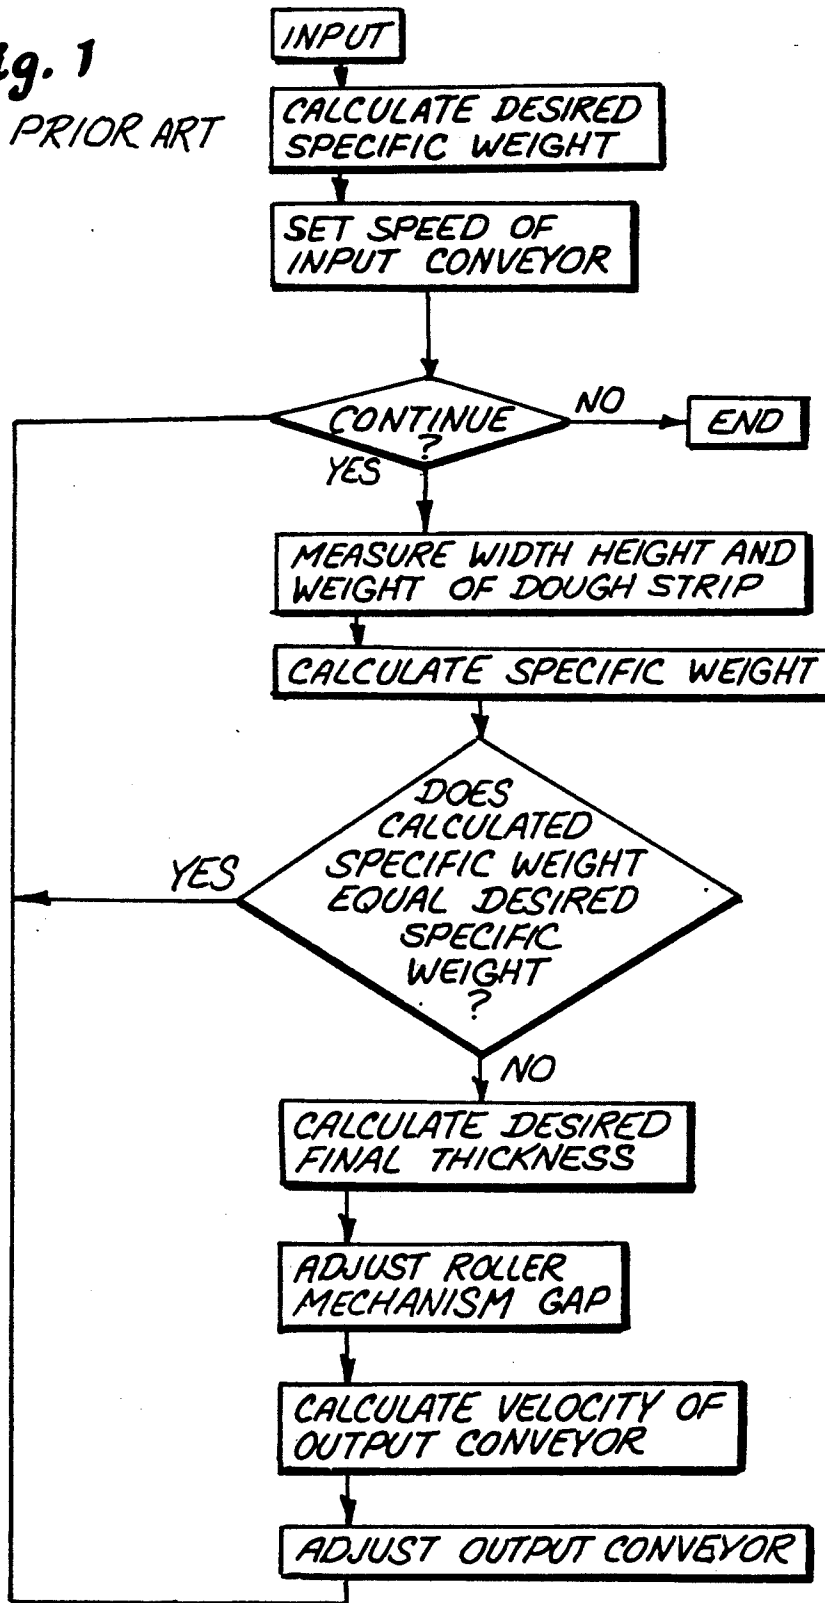 ig. 1
PRIOR ART
INPUT
CALCULATE DESIRED
SPECIFIC WEIGHT
SET SPEED OF
INPUT CONVEYOR
CONTINUE
?
NO
END
YES
MEASURE WIDTH HEIGHT AND
WEIGHT OF DOUGH STRIP
CALCULATE SPECIFIC WEIGHT
DOES
CALCULATED
SPECIFIC WEIGHT
EQUAL DESIRED
SPECIFIC
WEIGHT
?
YES
NO
CALCULATE DESIRED
FINAL THICKNESS
ADJUST ROLLER
MECHANISM GAP
CALCULATE VELOCITY OF
OUTPUT CONVEYOR
ADJUST OUTPUT CONVEYOR